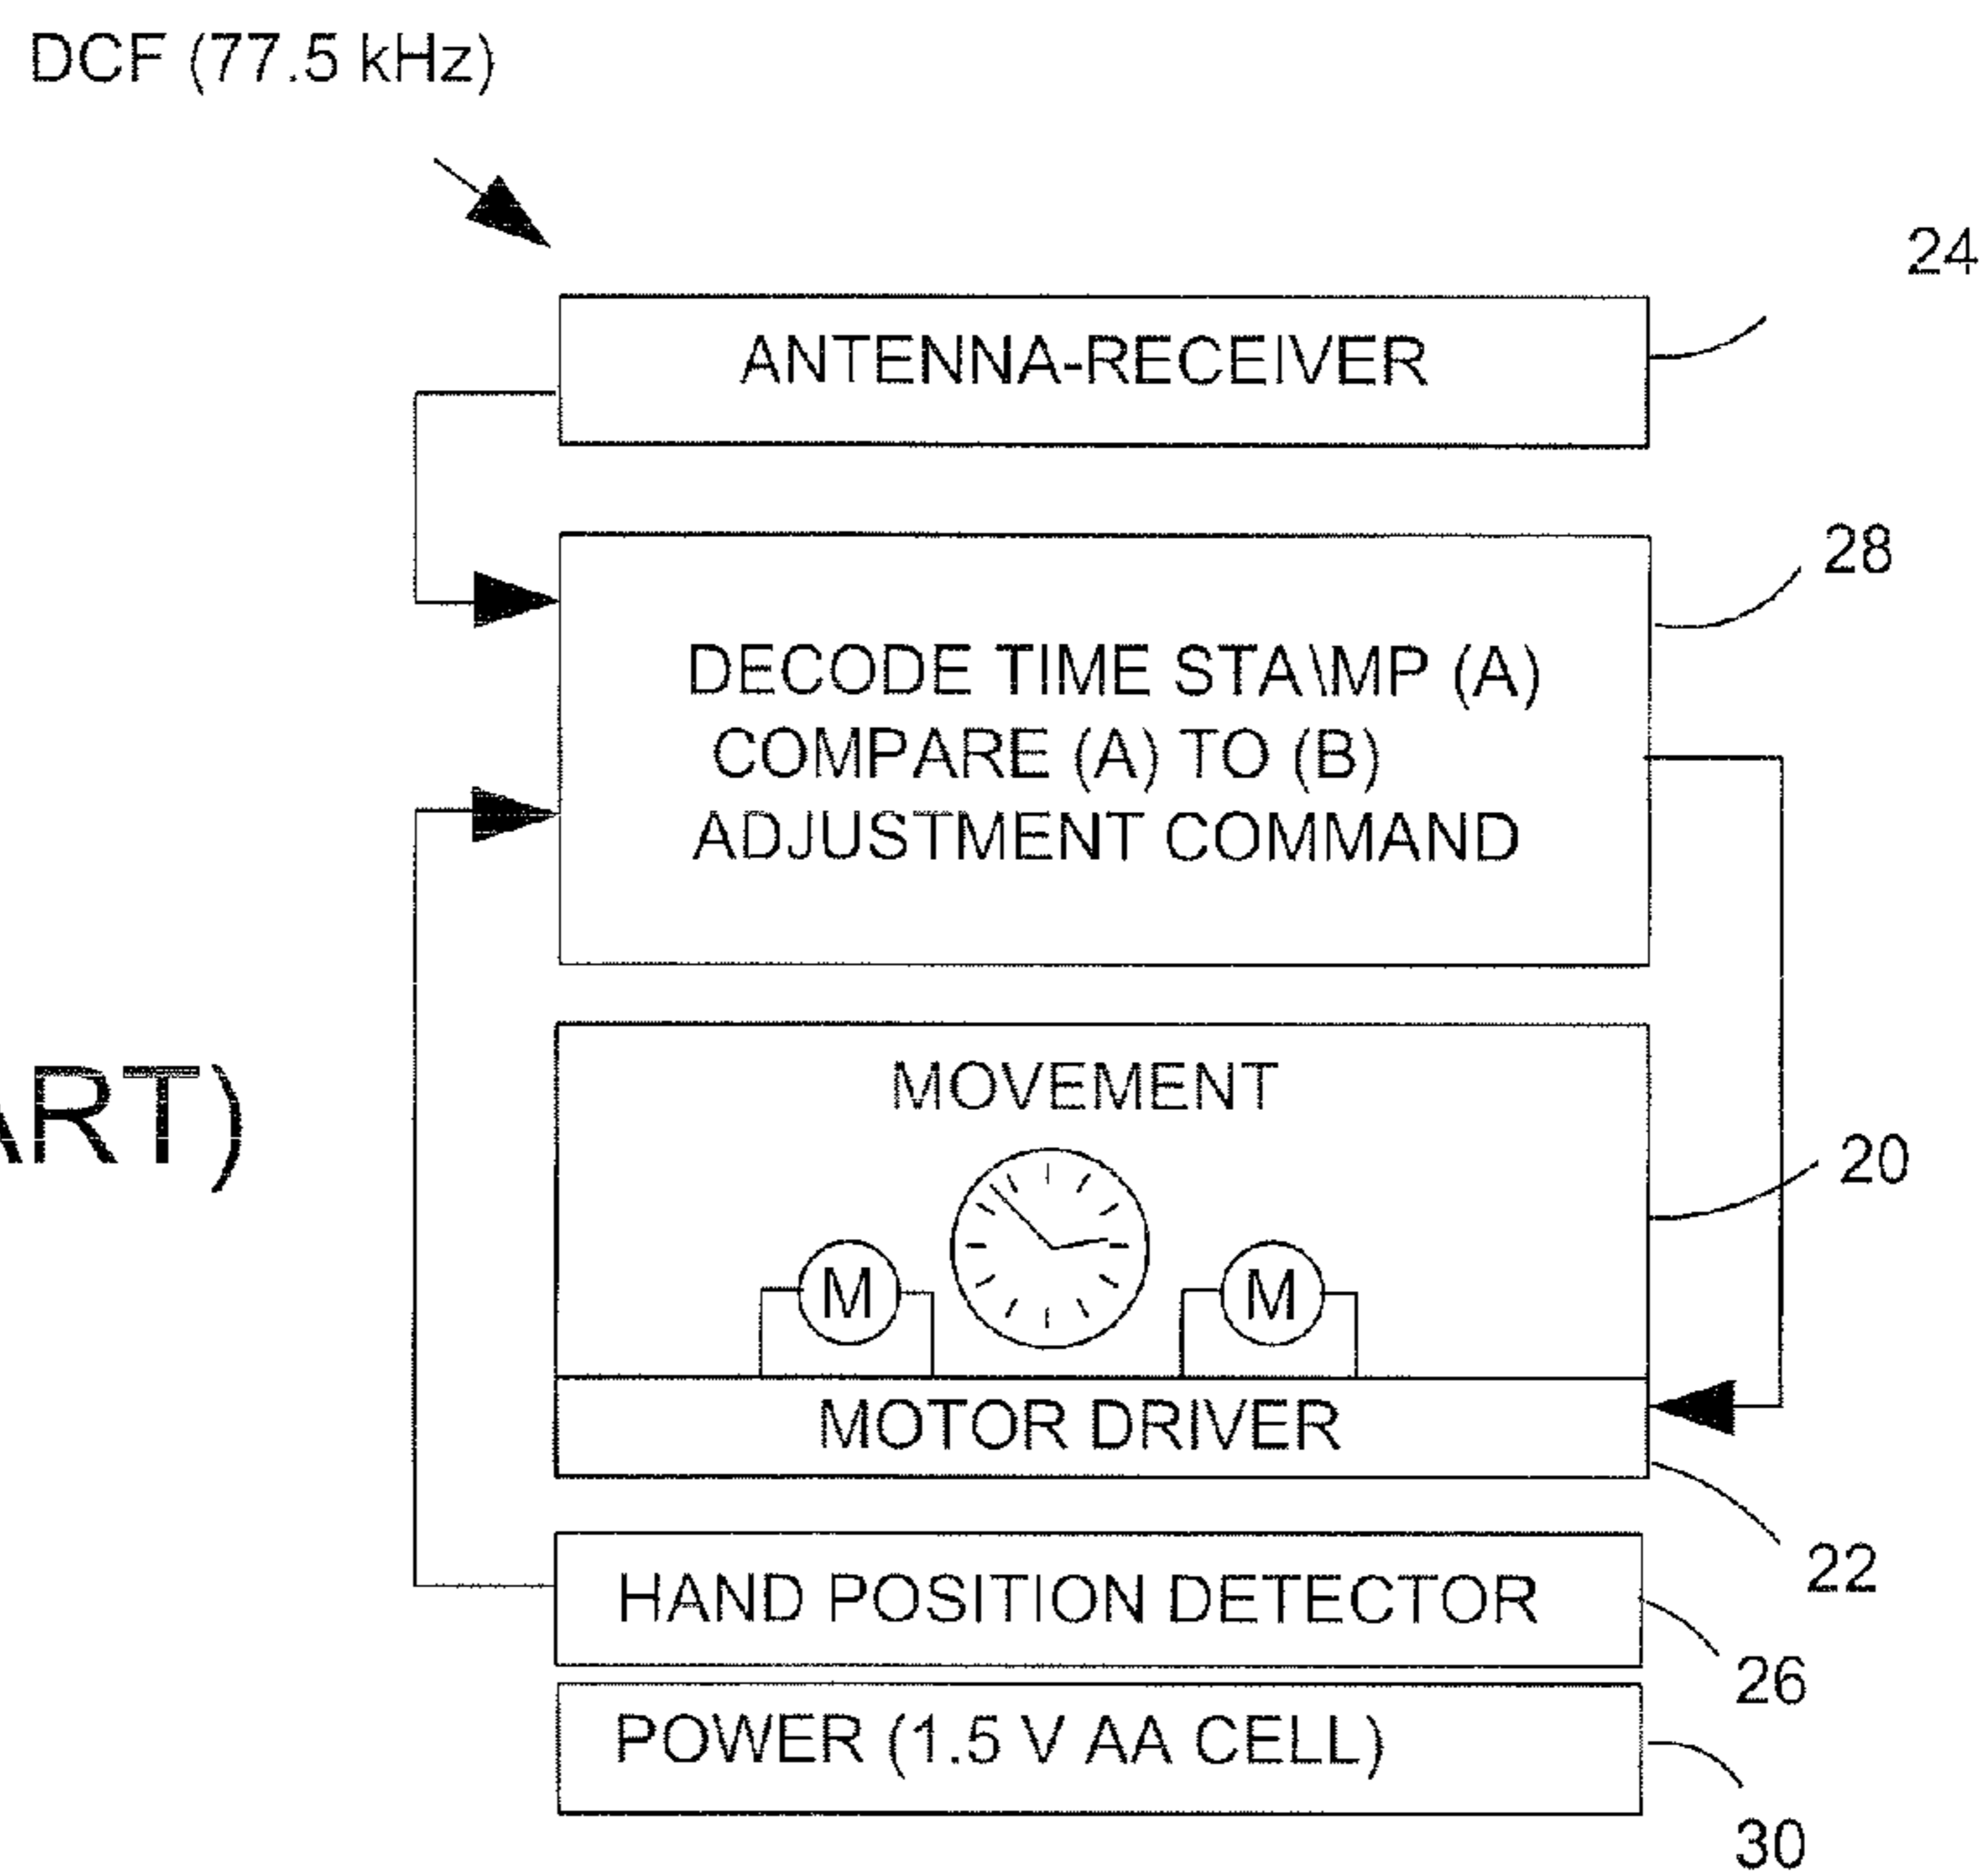 DCF (77.5 kHz)
24
ANTENNA-RECEIVER
28
DECODE TIME STA\MP (A)
COMPARE (A) TO (B)
ADJUSTMENT COMMAND
MOVEMENT
ART)
20
M
M
MOTOR DRIVER
22
HAND POSITION DETECTOR
26
POWER (1.5 V AA CELL)
30